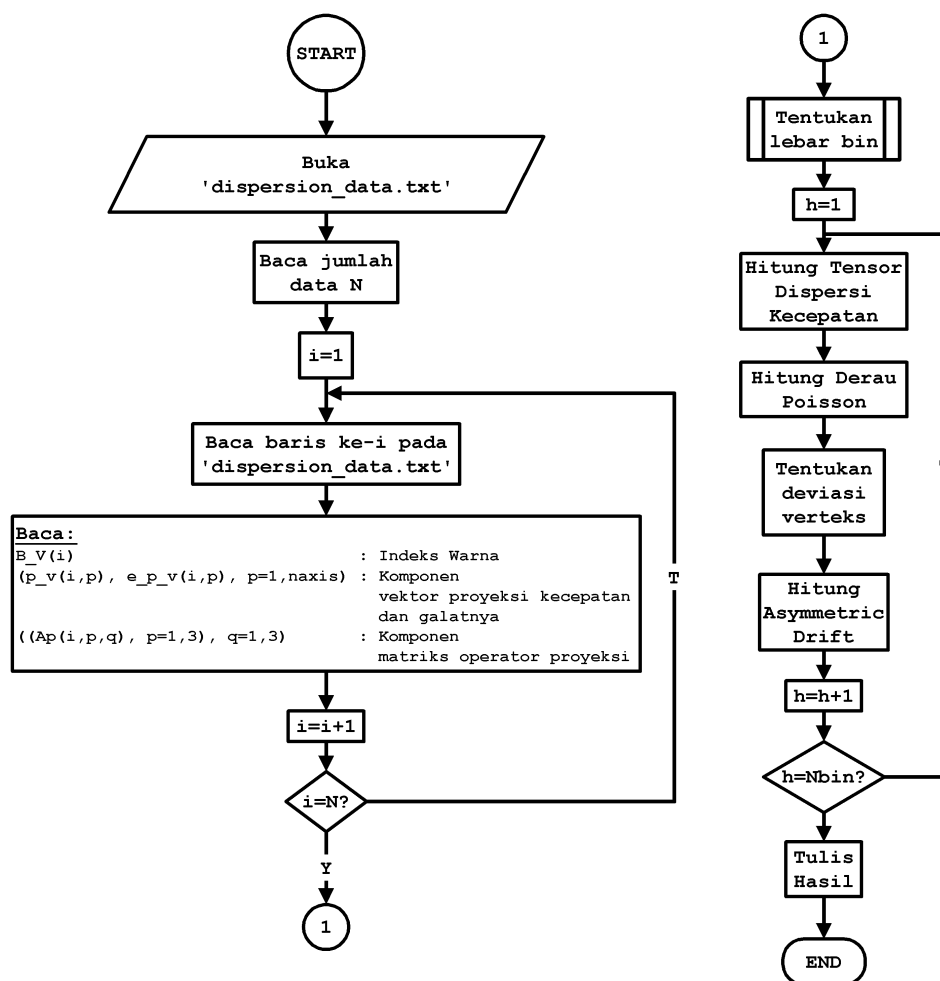 START
Buka
'dispersion_data.txt'
Baca jumlah
data N
i=1
Baca baris ke-i pada
'dispersion_data.txt'
Baca:
B_V(i) : Indeks Warna
(p_v(i,p), e_p_v(i,p), p=1,naxis) : Komponen
vektor proyeksi kecepatan
dan galatnya
((Ap(i,p,q), p=1,3), q=1,3) : Komponen
matriks operator proyeksi
i=i+1
i=N?
T
Y
1
1
Tentukan
lebar bin
h=1
Hitung Tensor
Dispersi
Kecepatan
Hitung Derau
Poisson
Tentukan
deviasi
verteks
Hitung
Asymmetric
Drift
h=h+1
h=Nbin?
Tulis
Hasil
END